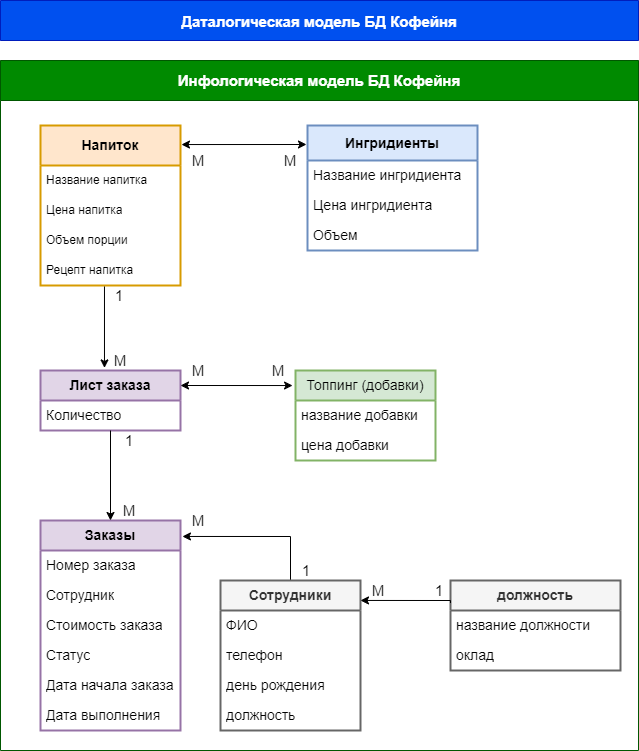 Даталогическая модель БД Кофейня
Инфологическая модель БД Кофейня
Напиток
Название напитка
Цена напитка
Объем порции
Рецепт напитка
М
М
Ингридиенты
Название ингридиента
Цена ингридиента
Объем
1
М
Лист заказа
Количество
М
М
Топпинг (добавки)
название добавки
цена добавки
1
М
Заказы
Номер заказа
Сотрудник
Стоимость заказа
Статус
Дата начала заказа
Дата выполнения
М
1
Сотрудники
ФИО
телефон
день рождения
должность
М
1
должность
название должности
оклад